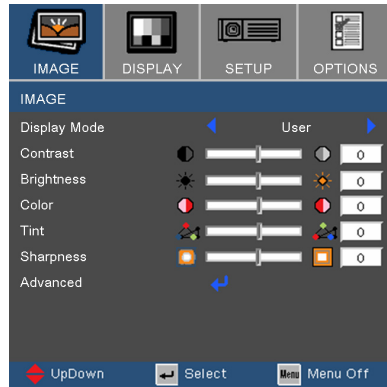 IMAGE DISPLAY SETUP OPTIONS
IMAGE
Display Mode User
Contrast 0
Brightness 0
Color 0
Tint 0
Sharpness 0
Advanced
UpDown Select Menu Menu Off